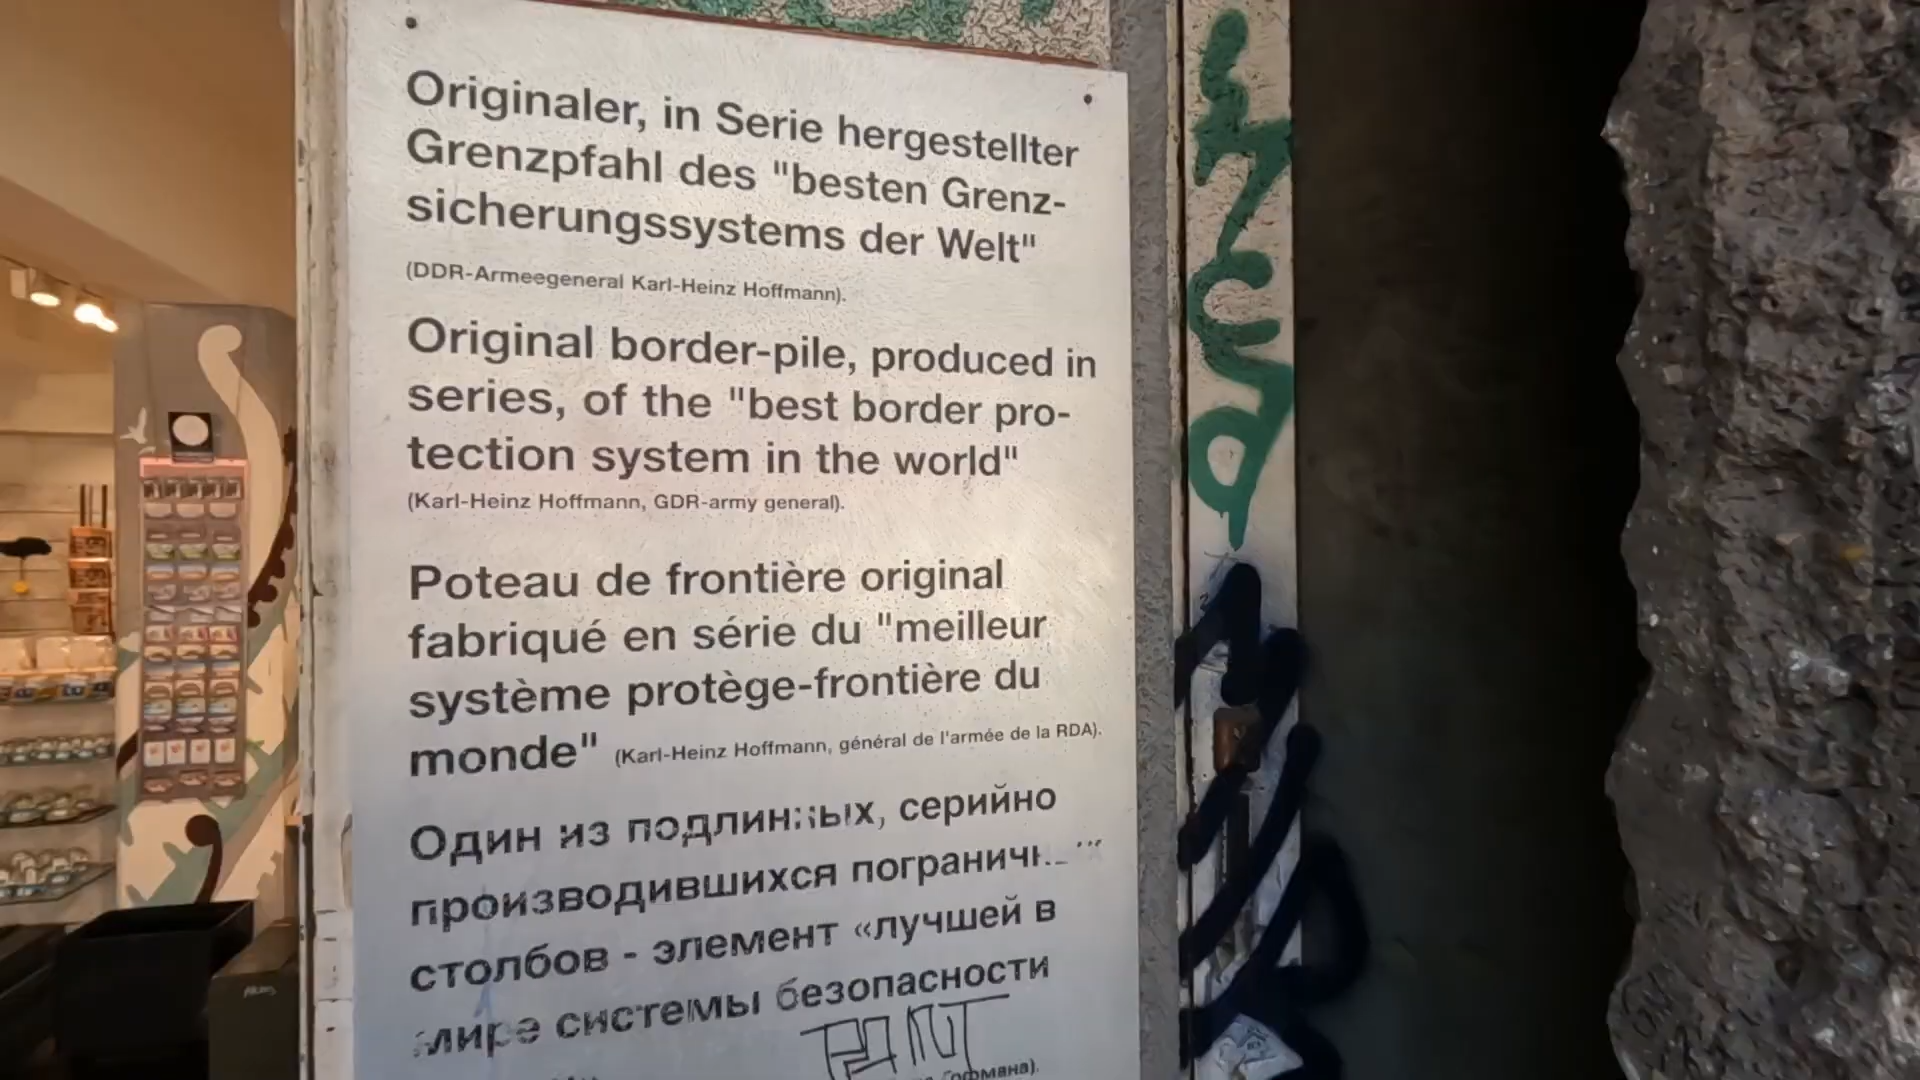 Originaler, in Serie hergestellter
Grenzpfahl des "besten Grenz-
sicherungssystems der Welt"
(DDR-Armeegeneral Karl-Heinz Hoffmann).
Original border-pile, produced in
series, of the "best border pro-
tection system in the world"
(Karl-Heinz Hoffmann, GDR-army general).
Poteau de frontière original
fabriqué en série du "meilleur
système protège-frontière du
monde" (Karl-Heinz Hoffmann, général de l'armée de la RDA).
Один из подлинных, серийно
производившихся
столбов - элемент «лучшей в
мире системы безопасности